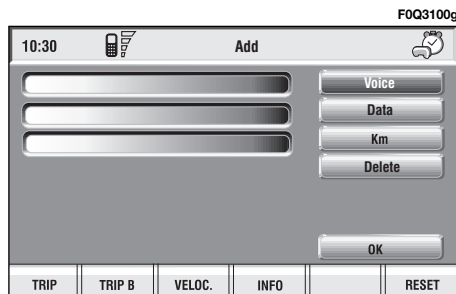 F0Q3100g
10:30 Add
Voice
Data
Km
Delete
OK
TRIP TRIP B VELOC. INFO RESET